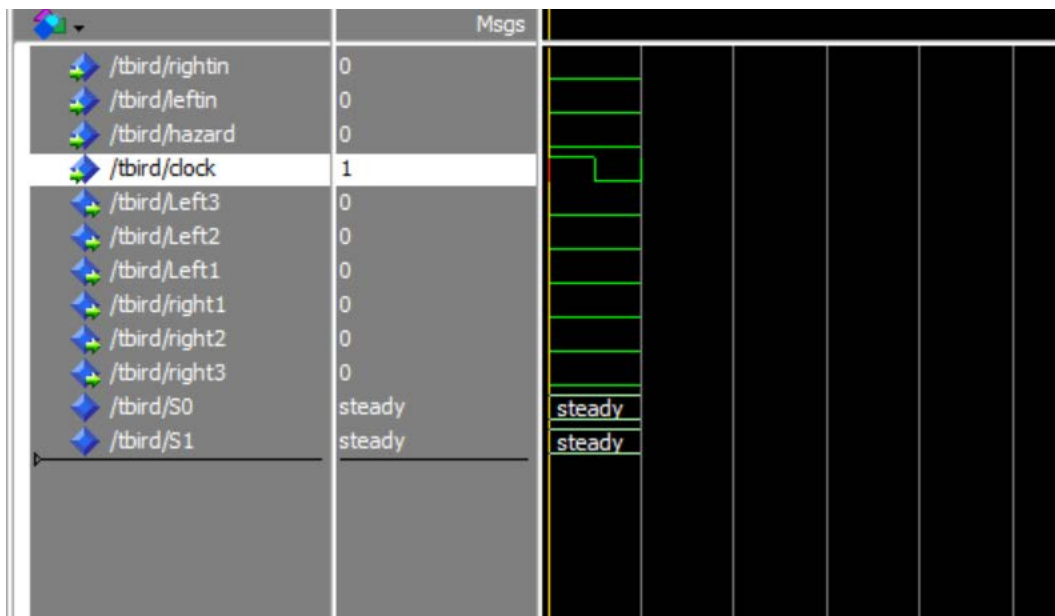 Msgs
/tbird/rightin 0
/tbird/leftin 0
/tbird/hazard 0
/tbird/clock 1
/tbird/Left3 0
/tbird/Left2 0
/tbird/Left1 0
/tbird/right1 0
/tbird/right2 0
/tbird/right3 0
/tbird/S0 steady steady
/tbird/S1 steady steady